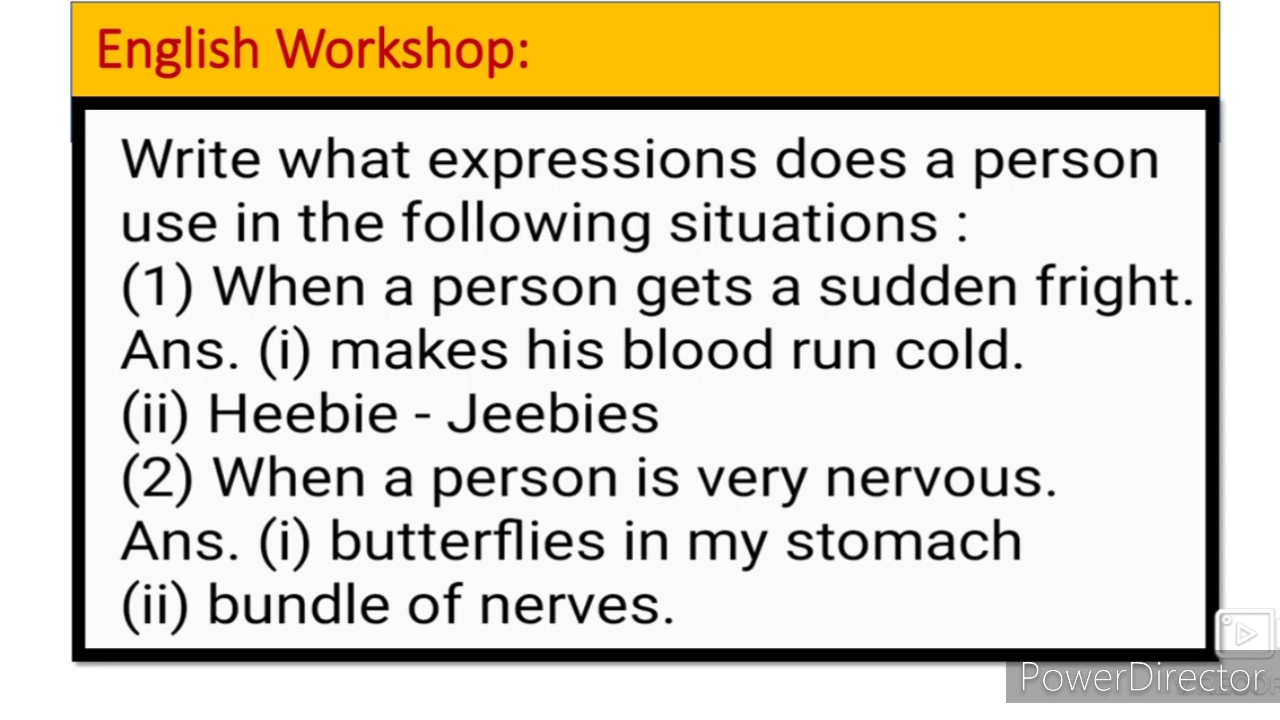 English Workshop:
Write what expressions does a person
use in the following situations :
(1) When a person gets a sudden fright.
Ans. (i) makes his blood run cold.
(ii) Heebie - Jeebies
(2) When a person is very nervous.
Ans. (i) butterflies in my stomach
(ii) bundle of nerves.
PowerDirector